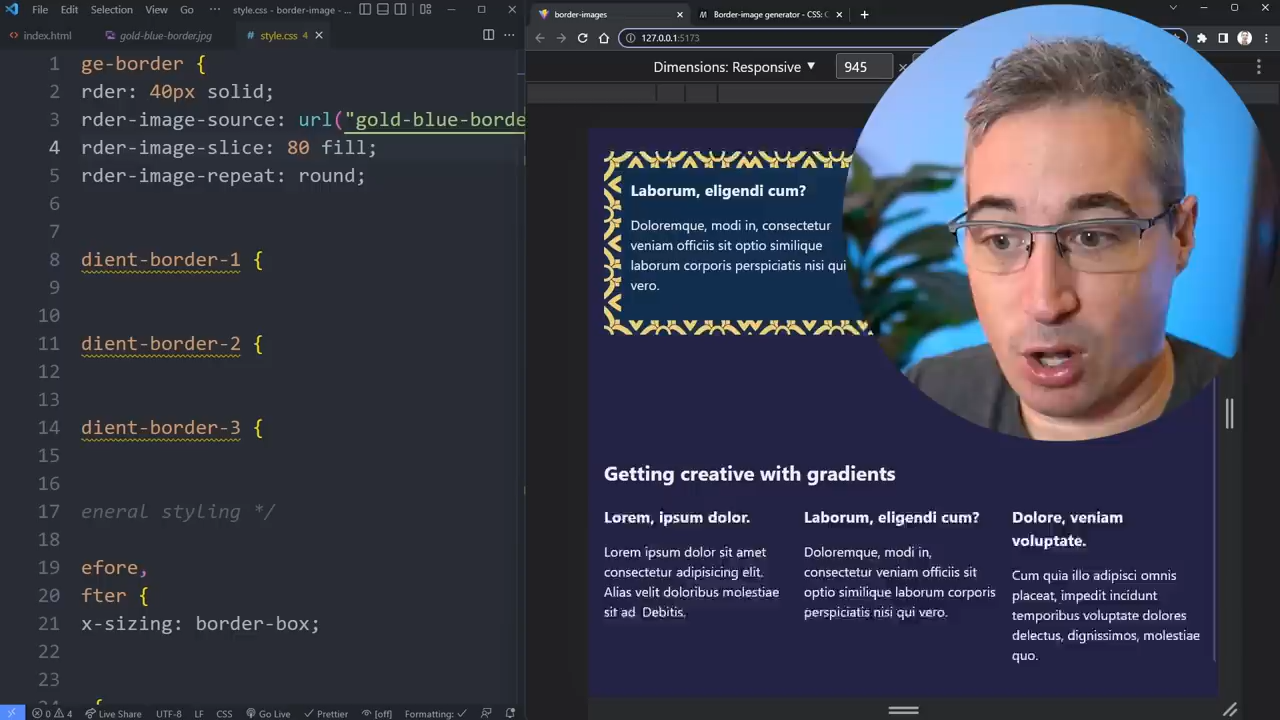 File Edit Selection View Go ··· style.css - border-image - ...
index.html gold-blue-border.jpg style.css 4
1 ge-border {
2 rder: 40px solid;
3 rder-image-source: url("gold-blue-borde
4 rder-image-slice: 80 fill;
5 rder-image-repeat: round;
6
7
8 dient-border-1 {
9
10
11 dient-border-2 {
12
13
14 dient-border-3 {
15
16
17 eneral styling */
18
19 efore,
20 fter {
21 x-sizing: border-box;
22
23
24 {
0 4 Live Share UTF-8 LF CSS Go Live Prettier [off] Formatting:
border-images Border-image generator - CSS: C
127.0.0.1:5173
Dimensions: Responsive 945
Laborum, eligendi cum?
Doloremque, modi in, consectetur
veniam officiis sit optio similique
laborum corporis perspiciatis nisi qui
vero.
Getting creative with gradients
Lorem, ipsum dolor.
Lorem ipsum dolor sit amet
consectetur adipisicing elit.
Alias velit doloribus molestiae
sit ad Debitis.
Laborum, eligendi cum?
Doloremque, modi in,
consectetur veniam officiis sit
optio similique laborum corporis
perspiciatis nisi qui vero.
Dolore, veniam
voluptate.
Cum quia illo adipisci omnis
placeat, impedit incidunt
temporibus voluptate dolores
delectus, dignissimos, molestiae
quo.